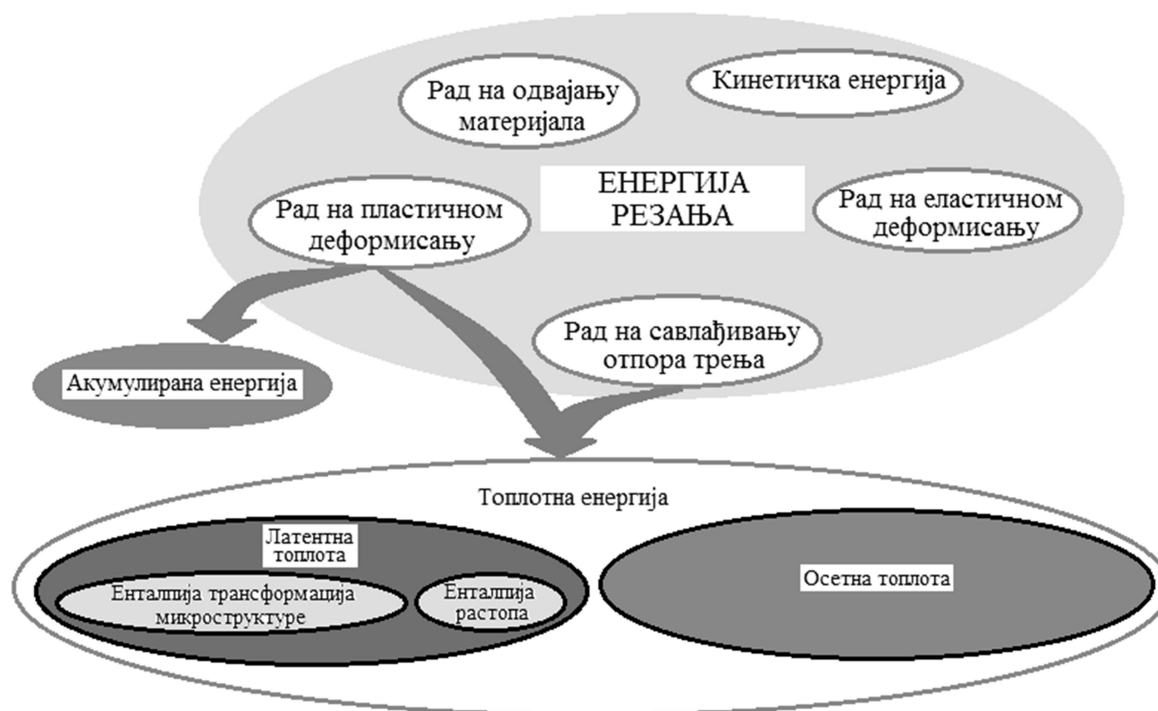 Рад на одвајању
материјала
Кинетичка енергија
ЕНЕРГИЈА
РЕЗАЊА
Рад на пластичном
деформисању
Рад на еластичном
деформисању
Рад на савлађивању
отпора трења
Акумулирана енергија
Топлотна енергија
Латентна
топлота
Енталпија трансформација
микроструктуре
Енталпија
растопа
Осетна топлота